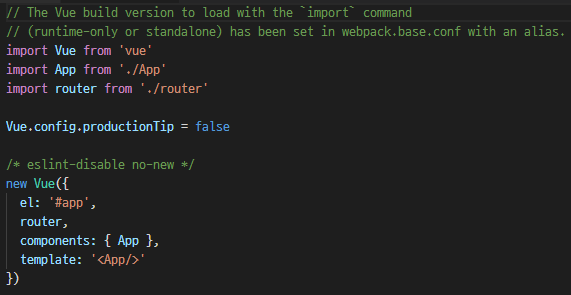 // The Vue build version to load with the `import` command
// (runtime-only or standalone) has been set in webpack.base.conf with an alias.
import Vue from 'vue'
import App from './App'
import router from './router'

Vue.config.productionTip = false

/* eslint-disable no-new */
new Vue({
  el: '#app',
  router,
  components: { App },
  template: '<App/>'
})